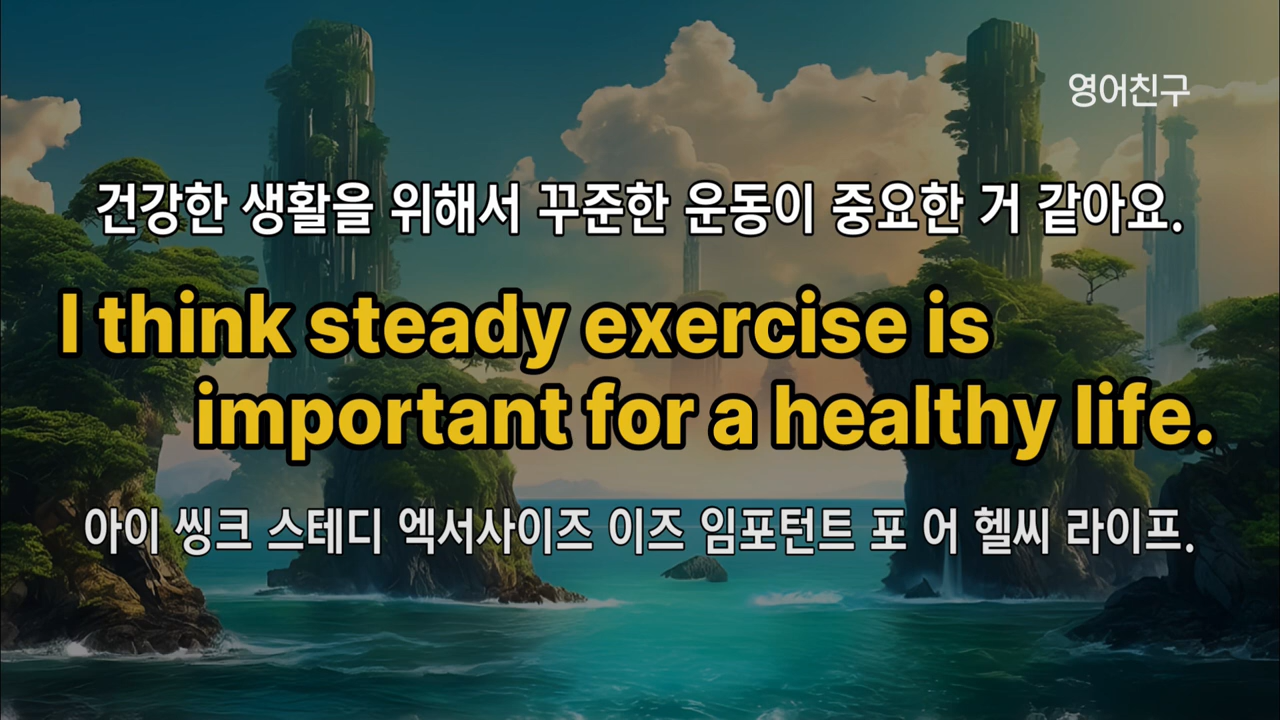 영어친구
건강한 생활을 위해서 꾸준한 운동이 중요한 거 같아요.
I think steady exercise is
important for a healthy life.
아이 씽크 스테디 엑서사이즈 이즈 임포턴트 포 어 헬씨 라이프.